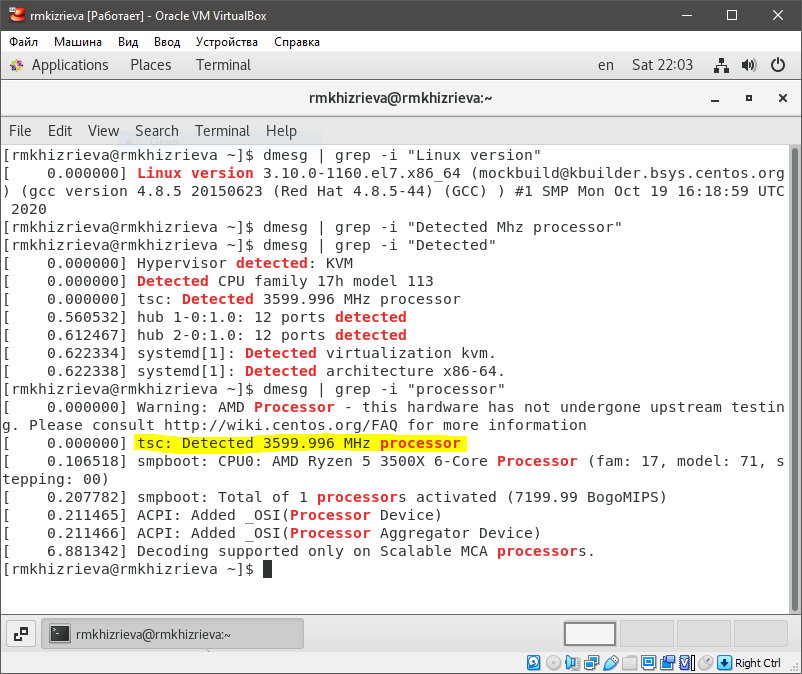 rmkizrieva [Работает] - Oracle VM VirtualBox
Файл Машина Вид Ввод Устройства Справка
Applications Places Terminal en Sat 22:03
rmkhizrieva@rmkhizrieva:~
File Edit View Search Terminal Help
[rmkhizrieva@rmkhizrieva ~]$ dmesg | grep -i "Linux version"
[    0.000000] Linux version 3.10.0-1160.el7.x86_64 (mockbuild@kbuilder.bsys.centos.org
) (gcc version 4.8.5 20150623 (Red Hat 4.8.5-44) (GCC) ) #1 SMP Mon Oct 19 16:18:59 UTC
 2020
[rmkhizrieva@rmkhizrieva ~]$ dmesg | grep -i "Detected Mhz processor"
[rmkhizrieva@rmkhizrieva ~]$ dmesg | grep -i "Detected"
[    0.000000] Hypervisor detected: KVM
[    0.000000] Detected CPU family 17h model 113
[    0.000000] tsc: Detected 3599.996 MHz processor
[    0.560532] hub 1-0:1.0: 12 ports detected
[    0.612467] hub 2-0:1.0: 12 ports detected
[    0.622334] systemd[1]: Detected virtualization kvm.
[    0.622338] systemd[1]: Detected architecture x86-64.
[rmkhizrieva@rmkhizrieva ~]$ dmesg | grep -i "processor"
[    0.000000] Warning: AMD Processor - this hardware has not undergone upstream testin
g. Please consult http://wiki.centos.org/FAQ for more information
[    0.000000] tsc: Detected 3599.996 MHz processor
[    0.106518] smpboot: CPU0: AMD Ryzen 5 3500X 6-Core Processor (fam: 17, model: 71, s
tepping: 00)
[    0.207782] smpboot: Total of 1 processors activated (7199.99 BogoMIPS)
[    0.211465] ACPI: Added _OSI(Processor Device)
[    0.211466] ACPI: Added _OSI(Processor Aggregator Device)
[    6.881342] Decoding supported only on Scalable MCA processors.
[rmkhizrieva@rmkhizrieva ~]$
rmkhizrieva@rmkhizrieva:~
Right Ctrl